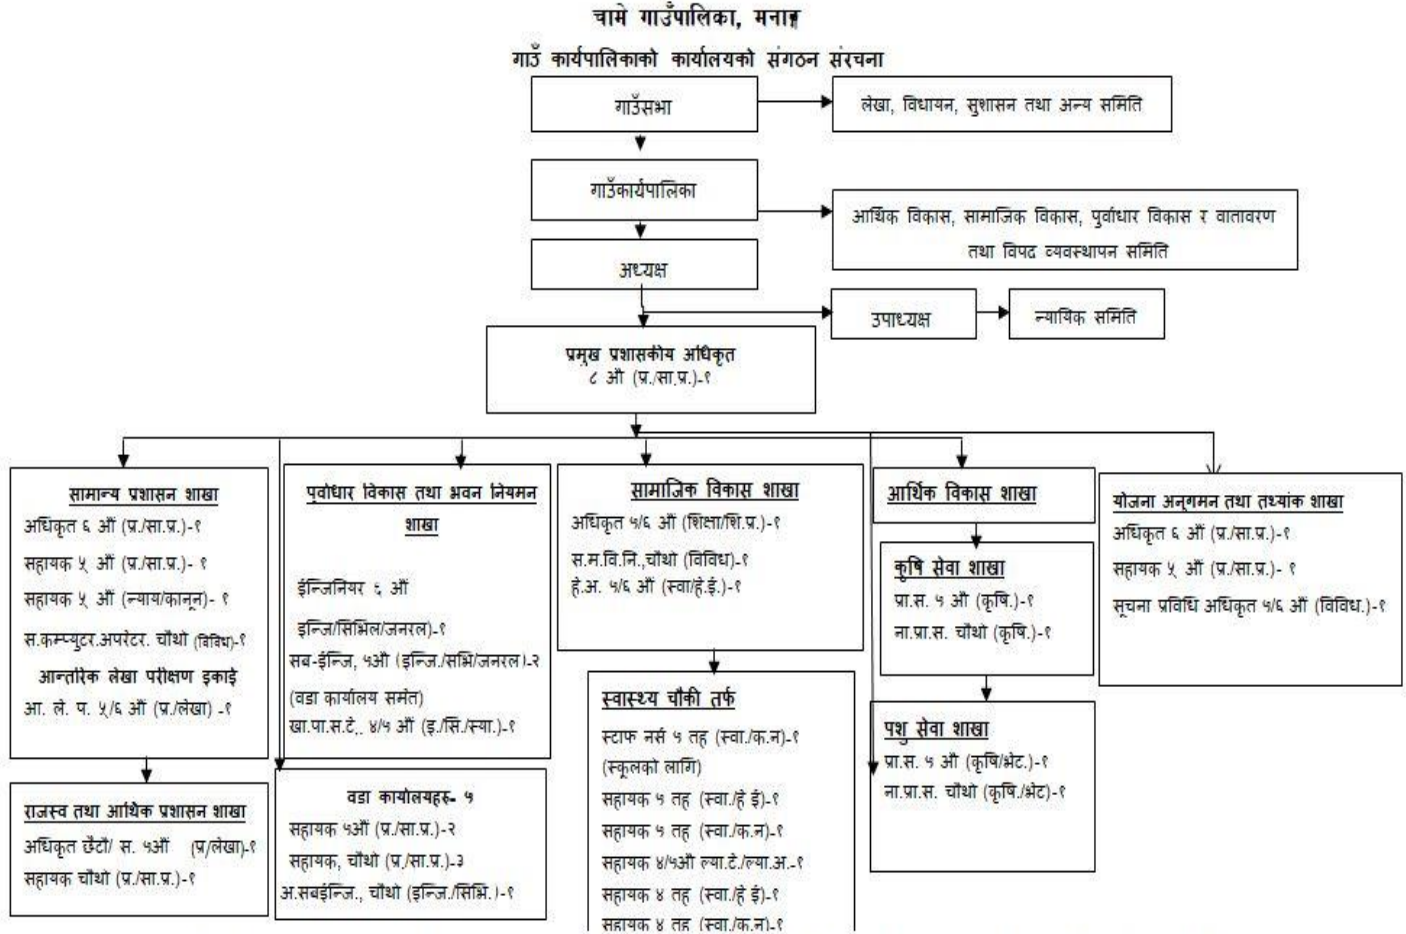 चामे गाउँपालिका, मनाङ्ग
गाउँ कार्यपालिकाको कार्यालयको संगठन संरचना
गाउँसभा
लेखा, विधायन, सुशासन तथा अन्य समिति
गाउँकार्यपालिका
आर्थिक विकास, सामाजिक विकास, पुर्वाधार विकास र वातावरण
तथा विपद व्यवस्थापन समिति
अध्यक्ष
उपाध्यक्ष
न्यायिक समिति
प्रमुख प्रशासकीय अधिकृत
८ औ (प्र./सा.प्र.)-१
सामान्य प्रशासन शाखा
अधिकृत ६ औं (प्र./सा.प्र.)-१
सहायक ५ औं (प्र./सा.प्र.)- १
सहायक ५ औं (न्याय/कानून)- १
स.कम्प्युटर.अपरेटर. चौथो (विविध)-१
आन्तरिक लेखा परीक्षण इकाई
आ. ले. प. ५/६ औं (प्र./लेखा) -१
राजस्व तथा आर्थिक प्रशासन शाखा
अधिकृत छैटौ/ स. ५औं (प्र/लेखा)-१
सहायक चौथो (प्र./सा.प्र.)-१
पुर्वाधार विकास तथा भवन नियमन
शाखा
ईन्जिनियर ६ औं
इन्जि/सिभिल/जनरल)-१
सब-ईन्जि, ५औ (इन्जि./सभि/जनरल)-२
(वडा कार्यालय समेत)
खा.पा.स.टे.. ४/५ औं (इ./सि./स्या.)-१
वडा कार्यालयहरु- ५
सहायक ५औं (प्र./सा.प्र.)-२
सहायक, चौथो (प्र./सा.प्र.)-३
अ.सबईन्जि., चौथो (इन्जि./सिभि.)-१
सामाजिक विकास शाखा
अधिकृत ५/६ औं (शिक्षा/शि.प्र.)-१
स.म.वि.नि.,चौथो (विविध)-१
हे.अ. ५/६ औं (स्वा/हे.ई.)-१
स्वास्थ्य चौकी तर्फ
स्टाफ नर्स ५ तह (स्वा./क.न)-१
(स्कूलको लागि)
सहायक ५ तह (स्वा./हे ई)-१
सहायक ५ तह (स्वा./क.न)-१
सहायक ४/५औ ल्या.टे./ल्या.अ.-१
सहायक ४ तह (स्वा./हे ई)-१
सहायक ४ तह (स्वा./क.न)-१
आर्थिक विकास शाखा
कृषि सेवा शाखा
प्रा.स. ५ औ (कृषि.)-१
ना.प्रा.स. चौथो (कृषि.)-१
पशु सेवा शाखा
प्रा.स. ५ औ (कृषि/भेट.)-१
ना.प्रा.स. चौथो (कृषि./भेट)-१
योजना अनुगमन तथा तथ्यांक शाखा
अधिकृत ६ औं (प्र./सा.प्र.)-१
सहायक ५ औं (प्र./सा.प्र.)- १
सूचना प्रविधि अधिकृत ५/६ औं (विविध.)-१